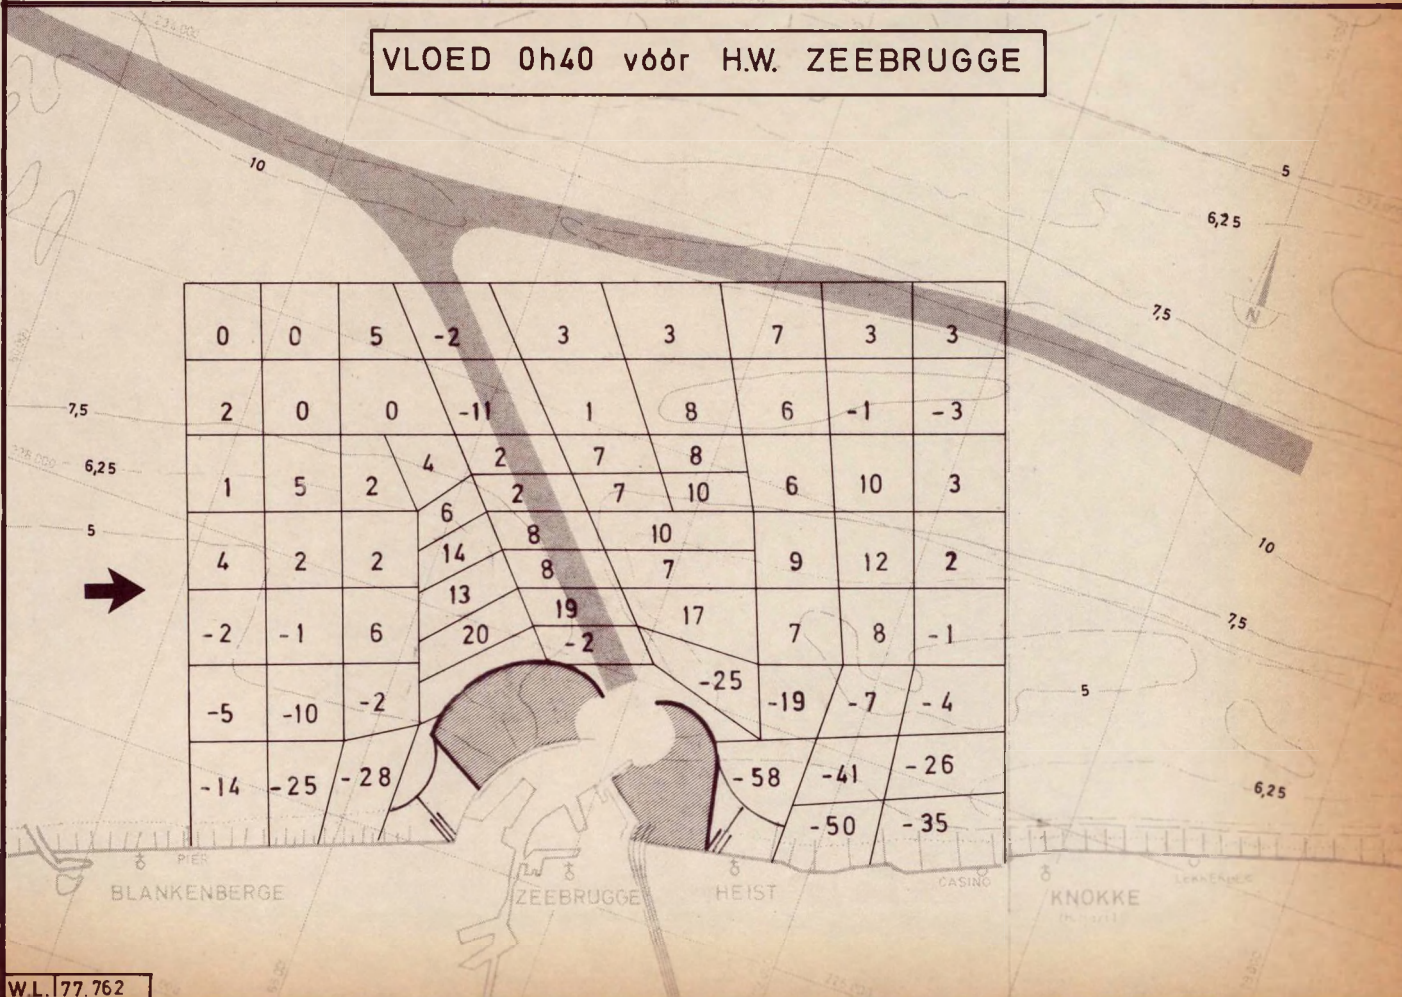 VLOED 0h40 vóór H.W. ZEEBRUGGE
10
5
6,25
7,5
N
0 0 5 -2 3 3 7 3 3
7,5
2 0 0 -11 1 8 6 -1 -3
6,25
4 2 7 8
1 5 2 2 7 10 6 10 3
5
6 8 10
10
4 2 2 14 8 7 9 12 2
13 19 17
7,5
-2 -1 6 20 -2 7 8 -1
-25
5
-5 -10 -2 -19 -7 -4
-14 -25 -28 -58 -41 -26
6,25
-50 -35
PIER
CASINO
BLANKENBERGE ZEEBRUGGE HEIST KNOKKE
W.L. 77.762